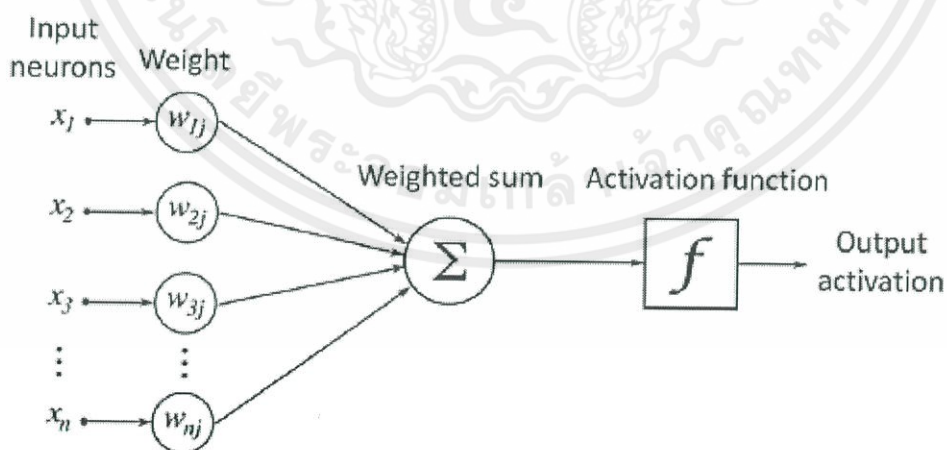 Input
neurons
Weight
x₁
w₁ⱼ
x₂
w₂ⱼ
x₃
w₃ⱼ
⋮ ⋮
xₙ
wₙⱼ
Weighted sum
Σ
Activation function
f
Output
activation